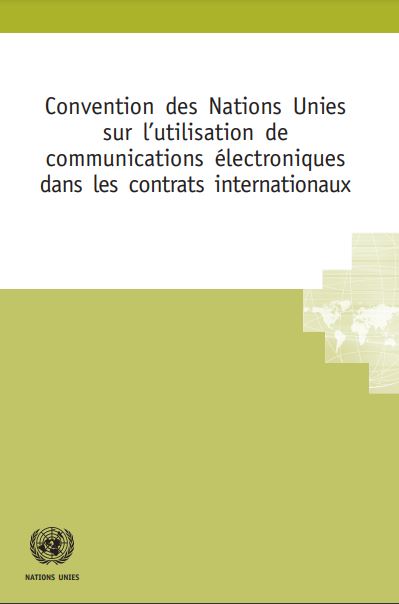 Convention des Nations Unies
sur l'utilisation de
communications électroniques
dans les contrats internationaux
NATIONS UNIES